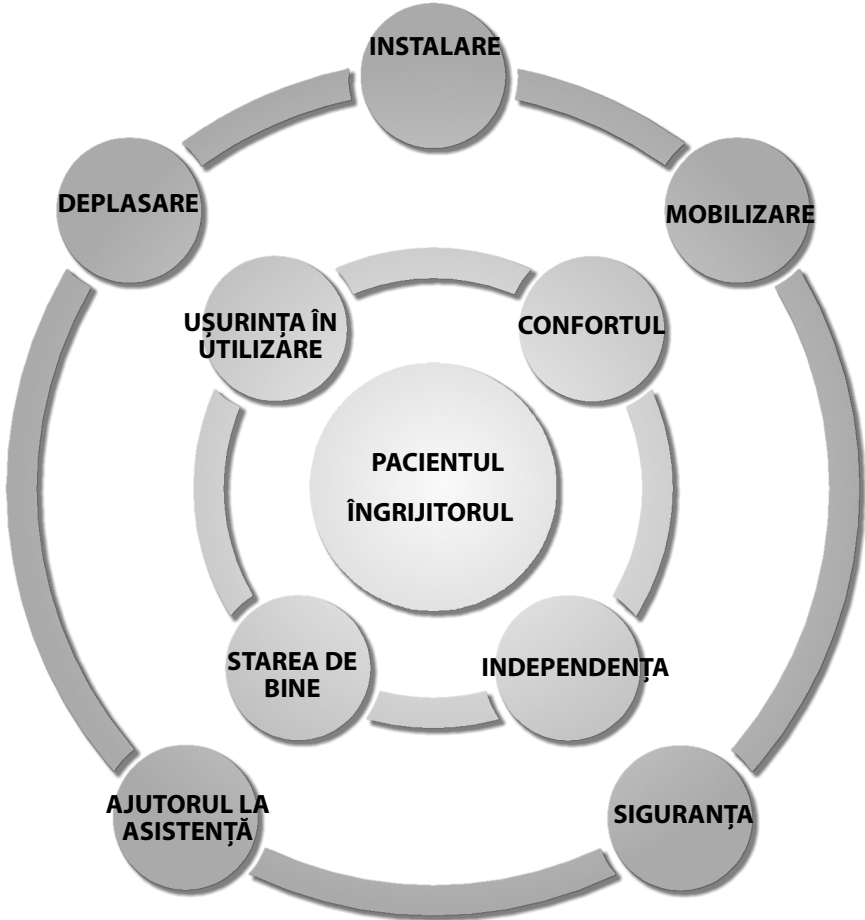 INSTALARE
DEPLASARE
MOBILIZARE
UȘURINȚA ÎN
UTILIZARE
CONFORTUL
PACIENTUL
ÎNGRIJITORUL
STAREA DE
BINE
INDEPENDENȚA
AJUTORUL LA
ASISTENȚĂ
SIGURANȚA